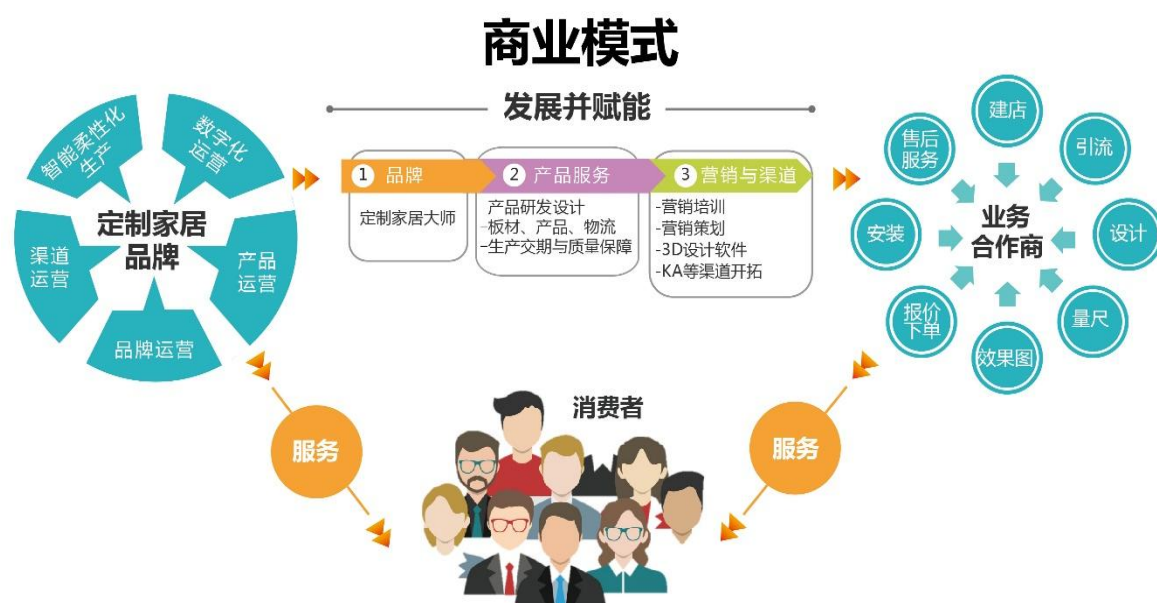 商业模式
发展并赋能
智能柔性化
生产
数字化
运营
渠道
运营
产品
运营
品牌运营
定制家居
品牌
1 品牌
定制家居大师
2 产品服务
产品研发设计
-板材、产品、物流
-生产交期与质量保障
3 营销与渠道
-营销培训
-营销策划
-3D设计软件
-KA等渠道开拓
建店
引流
设计
量尺
效果图
报价
下单
安装
售后
服务
业务
合作商
消费者
服务
服务